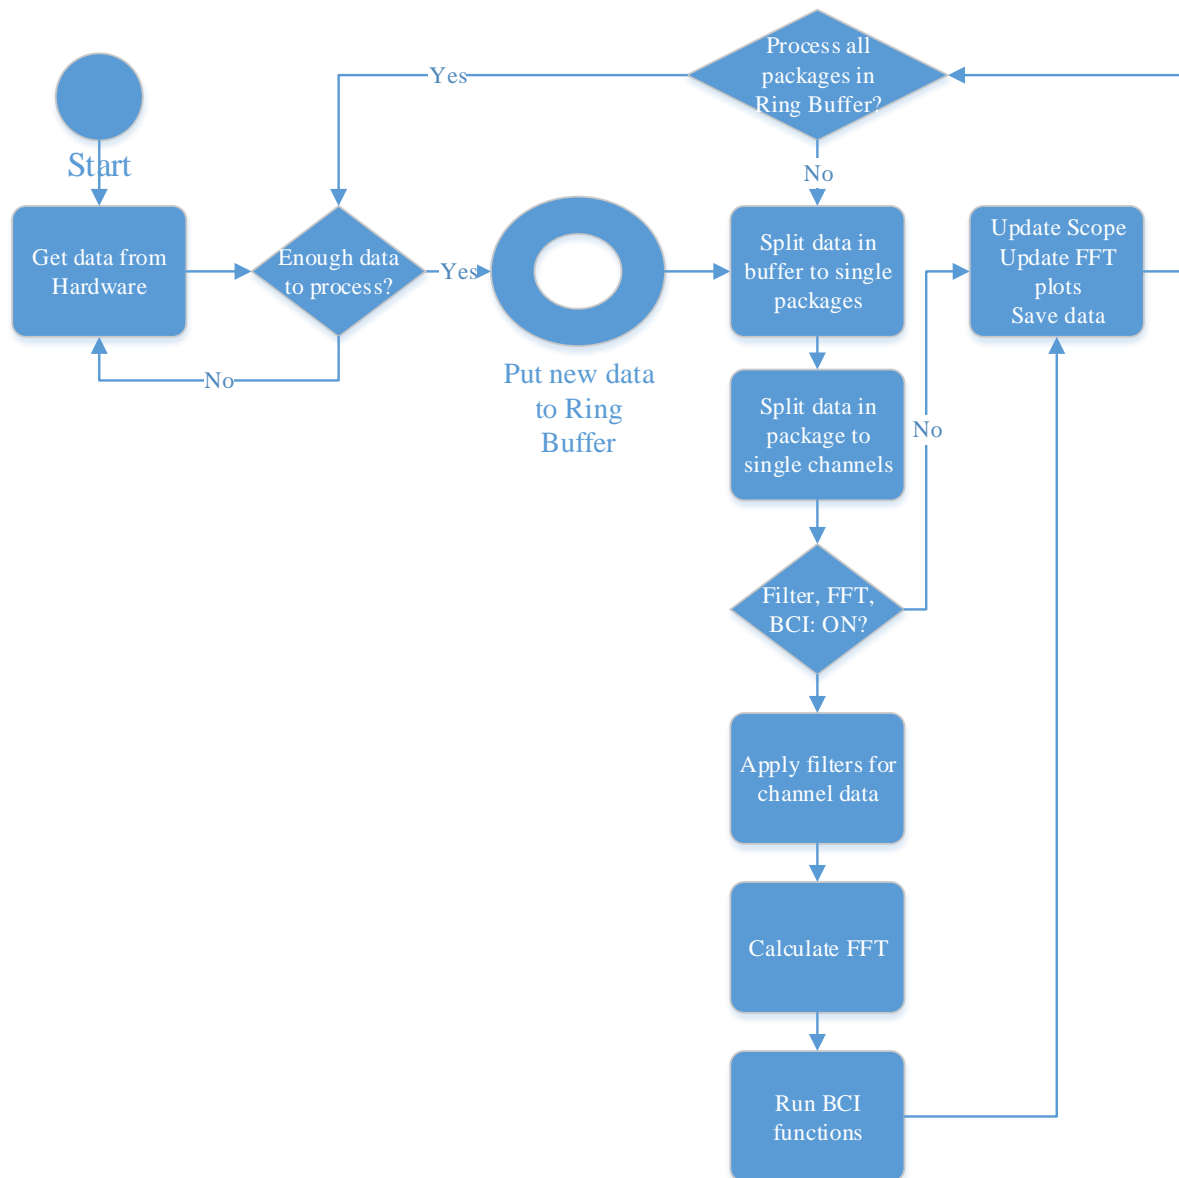 Process all
packages in
Ring Buffer?
Yes
No
Start
Get data from
Hardware
Enough data
to process?
Yes
No
Put new data
to Ring
Buffer
Split data in
buffer to single
packages
Update Scope
Update FFT
plots
Save data
Split data in
package to
single channels
No
Filter, FFT,
BCI: ON?
Apply filters for
channel data
Calculate FFT
Run BCI
functions